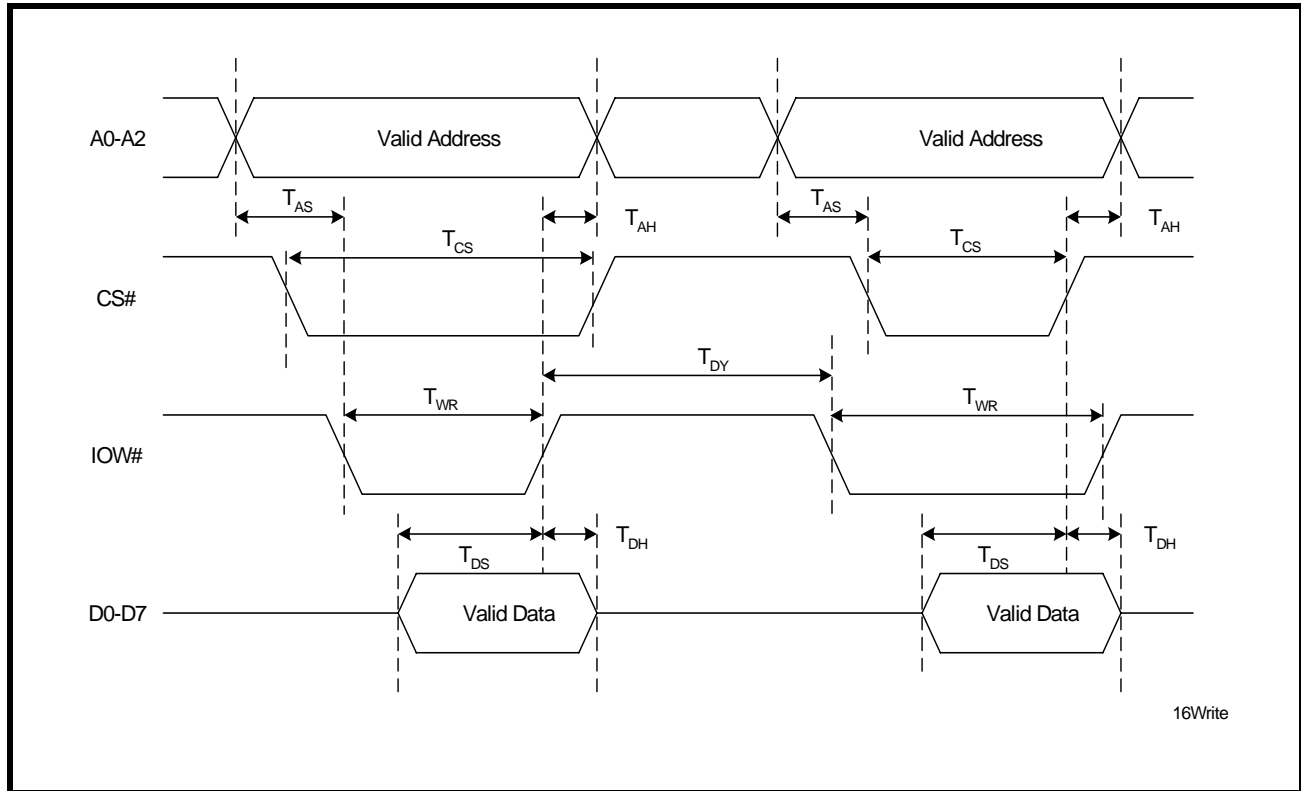 A0-A2
Valid Address
Valid Address
TAS
TAH
TAS
TAH
TCS
TCS
CS#
TDY
TWR
TWR
IOW#
TDS
TDH
TDS
TDH
D0-D7
Valid Data
Valid Data
16Write